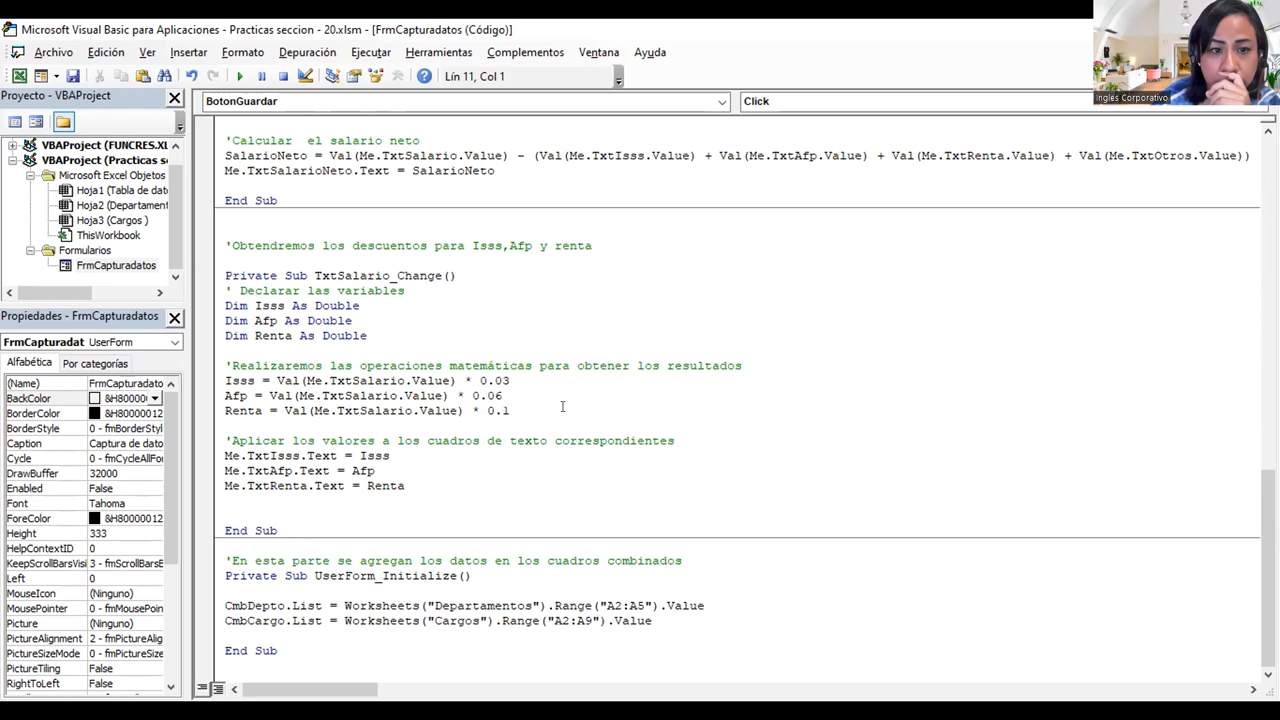 Microsoft Visual Basic para Aplicaciones - Practicas seccion - 20.xlsm - [FrmCapturadatos (Código)]
Archivo Edición Ver Insertar Formato Depuración Ejecutar Herramientas Complementos Ventana Ayuda
Lín 11, Col 1
Ingles Corporativo
Proyecto - VBAProject
BotonGuardar
Click
VBAProject (FUNCRES.XL
VBAProject (Practicas s
Microsoft Excel Objetos
Hoja1 (Tabla de dat
Hoja2 (Departament
Hoja3 (Cargos )
ThisWorkbook
Formularios
FrmCapturadatos
Propiedades - FrmCapturadatos
FrmCapturadat UserForm
Alfabética Por categorías
(Name) FrmCapturadato
BackColor &H80000
BorderColor &H80000012
BorderStyle 0 - fmBorderStyl
Caption Captura de dato
Cycle 0 - fmCycleAllFor
DrawBuffer 32000
Enabled False
Font Tahoma
ForeColor &H80000012
Height 333
HelpContextID 0
KeepScrollBarsVisi 3 - fmScrollBarsB
Left 0
MouseIcon (Ninguno)
MousePointer 0 - fmMousePoin
Picture (Ninguno)
PictureAlignment 2 - fmPictureAlig
PictureSizeMode 0 - fmPictureSize
PictureTiling False
RightToLeft False
'Calcular el salario neto
SalarioNeto = Val(Me.TxtSalario.Value) - (Val(Me.TxtIsss.Value) + Val(Me.TxtAfp.Value) + Val(Me.TxtRenta.Value) + Val(Me.TxtOtros.Value))
Me.TxtSalarioNeto.Text = SalarioNeto
End Sub
'Obtendremos los descuentos para Isss,Afp y renta
Private Sub TxtSalario_Change()
' Declarar las variables
Dim Isss As Double
Dim Afp As Double
Dim Renta As Double
'Realizaremos las operaciones matemáticas para obtener los resultados
Isss = Val(Me.TxtSalario.Value) * 0.03
Afp = Val(Me.TxtSalario.Value) * 0.06
Renta = Val(Me.TxtSalario.Value) * 0.1
'Aplicar los valores a los cuadros de texto correspondientes
Me.TxtIsss.Text = Isss
Me.TxtAfp.Text = Afp
Me.TxtRenta.Text = Renta
End Sub
'En esta parte se agregan los datos en los cuadros combinados
Private Sub UserForm_Initialize()
CmbDepto.List = Worksheets("Departamentos").Range("A2:A5").Value
CmbCargo.List = Worksheets("Cargos").Range("A2:A9").Value
End Sub